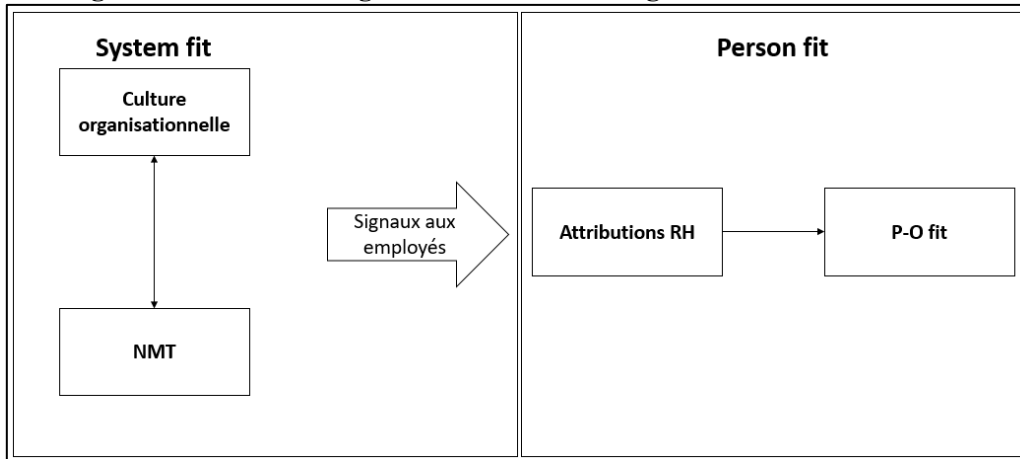 System fit
Person fit
Culture
organisationnelle
Signaux aux
employés
Attributions RH
P-O fit
NMT